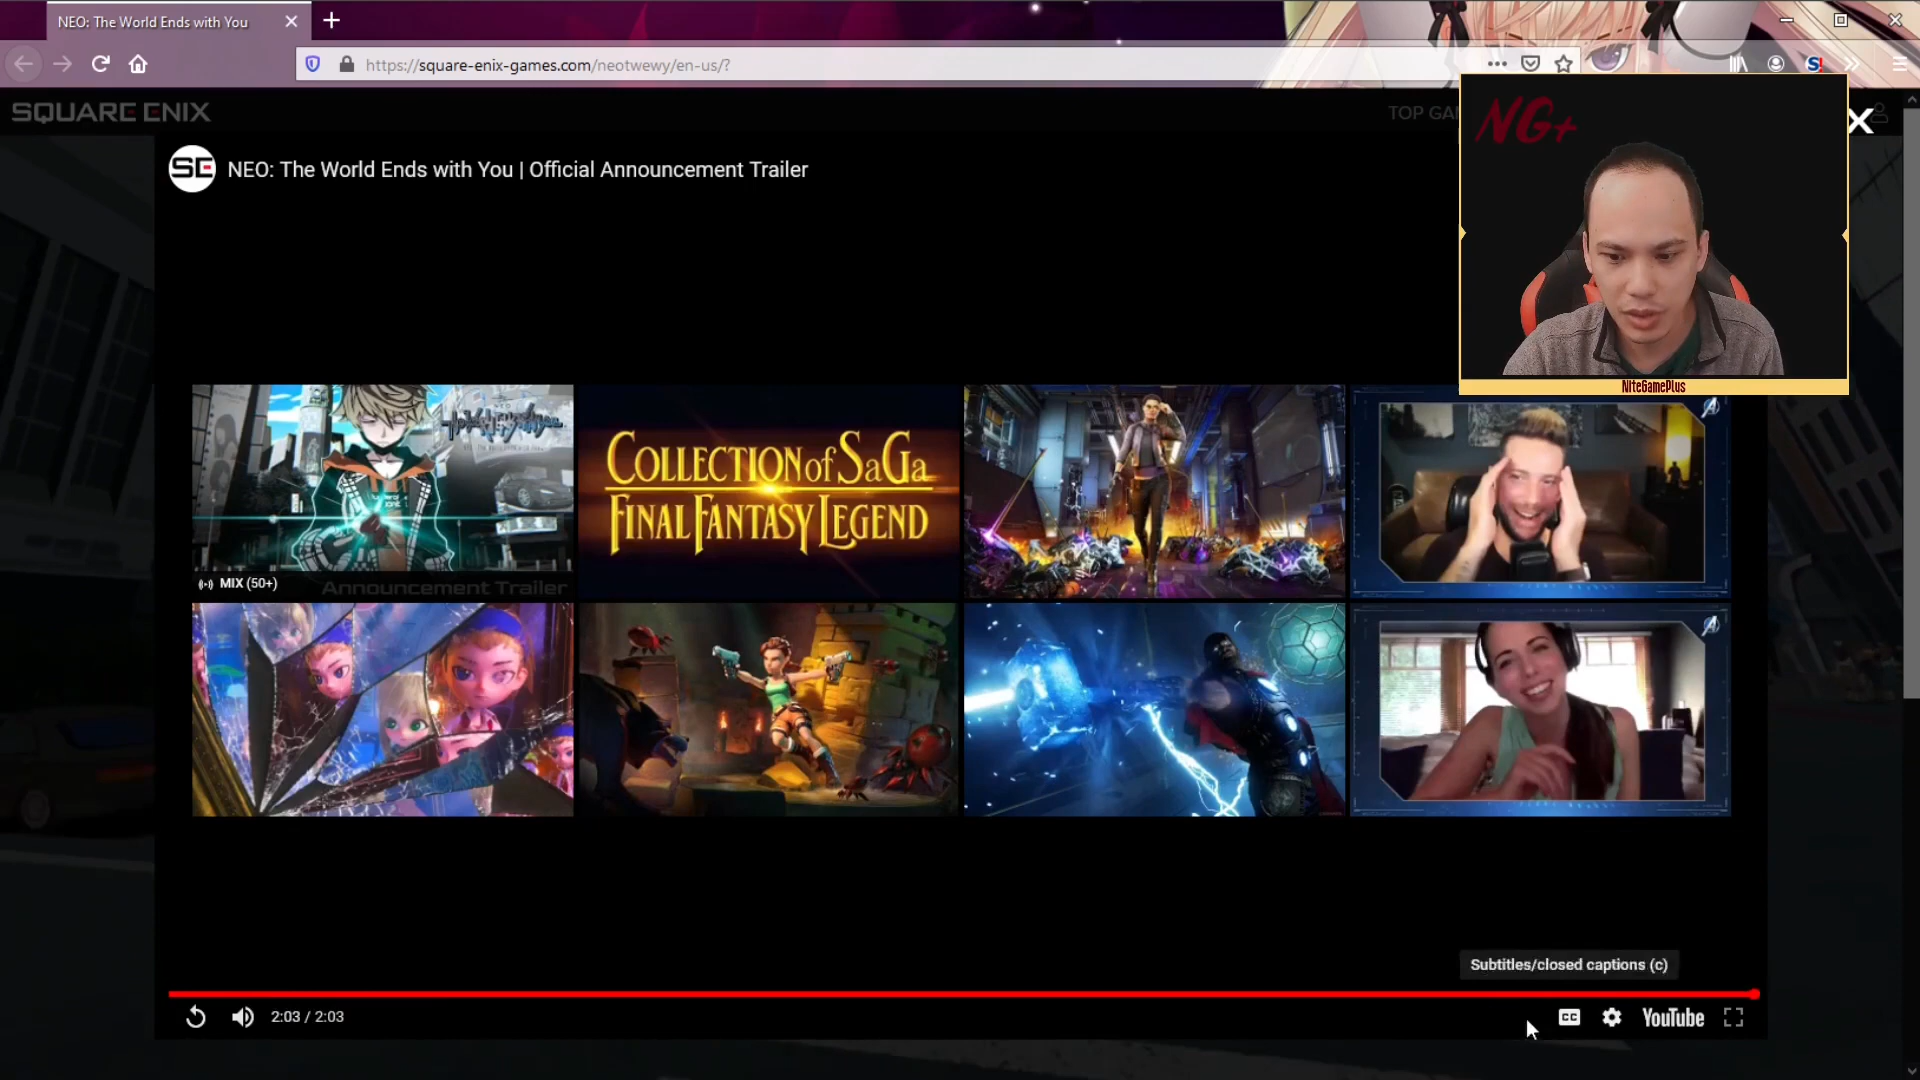 NEO: The World Ends with You
https://square-enix-games.com/neotwewy/en-us/?
SQUARE ENIX
TOP GA
NG+
SE
NEO: The World Ends with You | Official Announcement Trailer
NiteGamePlus
COLLECTION of SaGa
FINAL FANTASY LEGEND
MIX (50+)
Announcement Trailer
Subtitles/closed captions (c)
2:03 / 2:03
CC
YouTube